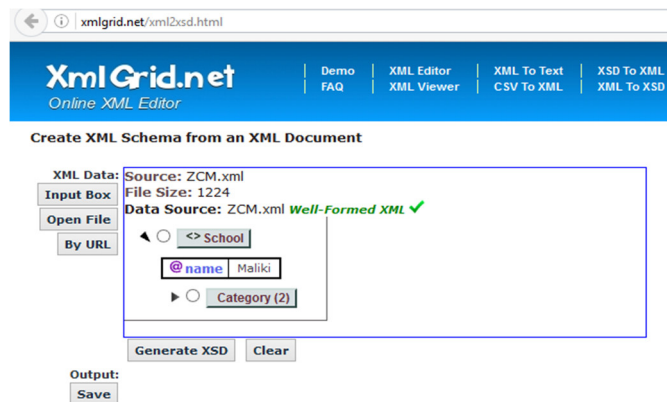 xmlgrid.net/xml2xsd.html
XmlGrid.net
Online XML Editor
Demo XML Editor XML To Text XSD To XML
FAQ XML Viewer CSV To XML XML To XSD
Create XML Schema from an XML Document
XML Data: Source: ZCM.xml
Input Box File Size: 1224
Data Source: ZCM.xml Well-Formed XML ✓
Open File
By URL <> School
@name Maliki
Category (2)
Generate XSD Clear
Output:
Save